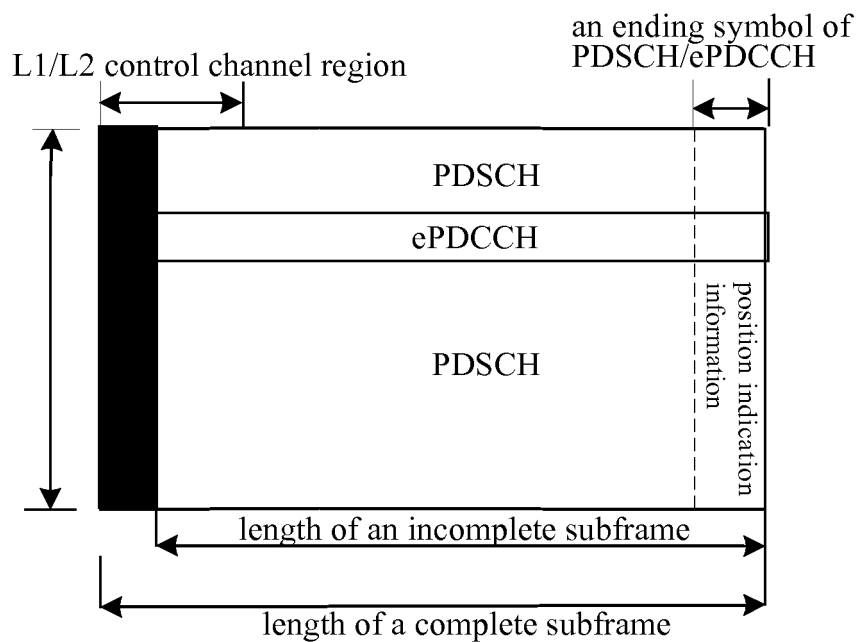 an ending symbol of
PDSCH/ePDCCH
L1/L2 control channel region
PDSCH
ePDCCH
PDSCH
position indication
information
length of an incomplete subframe
length of a complete subframe